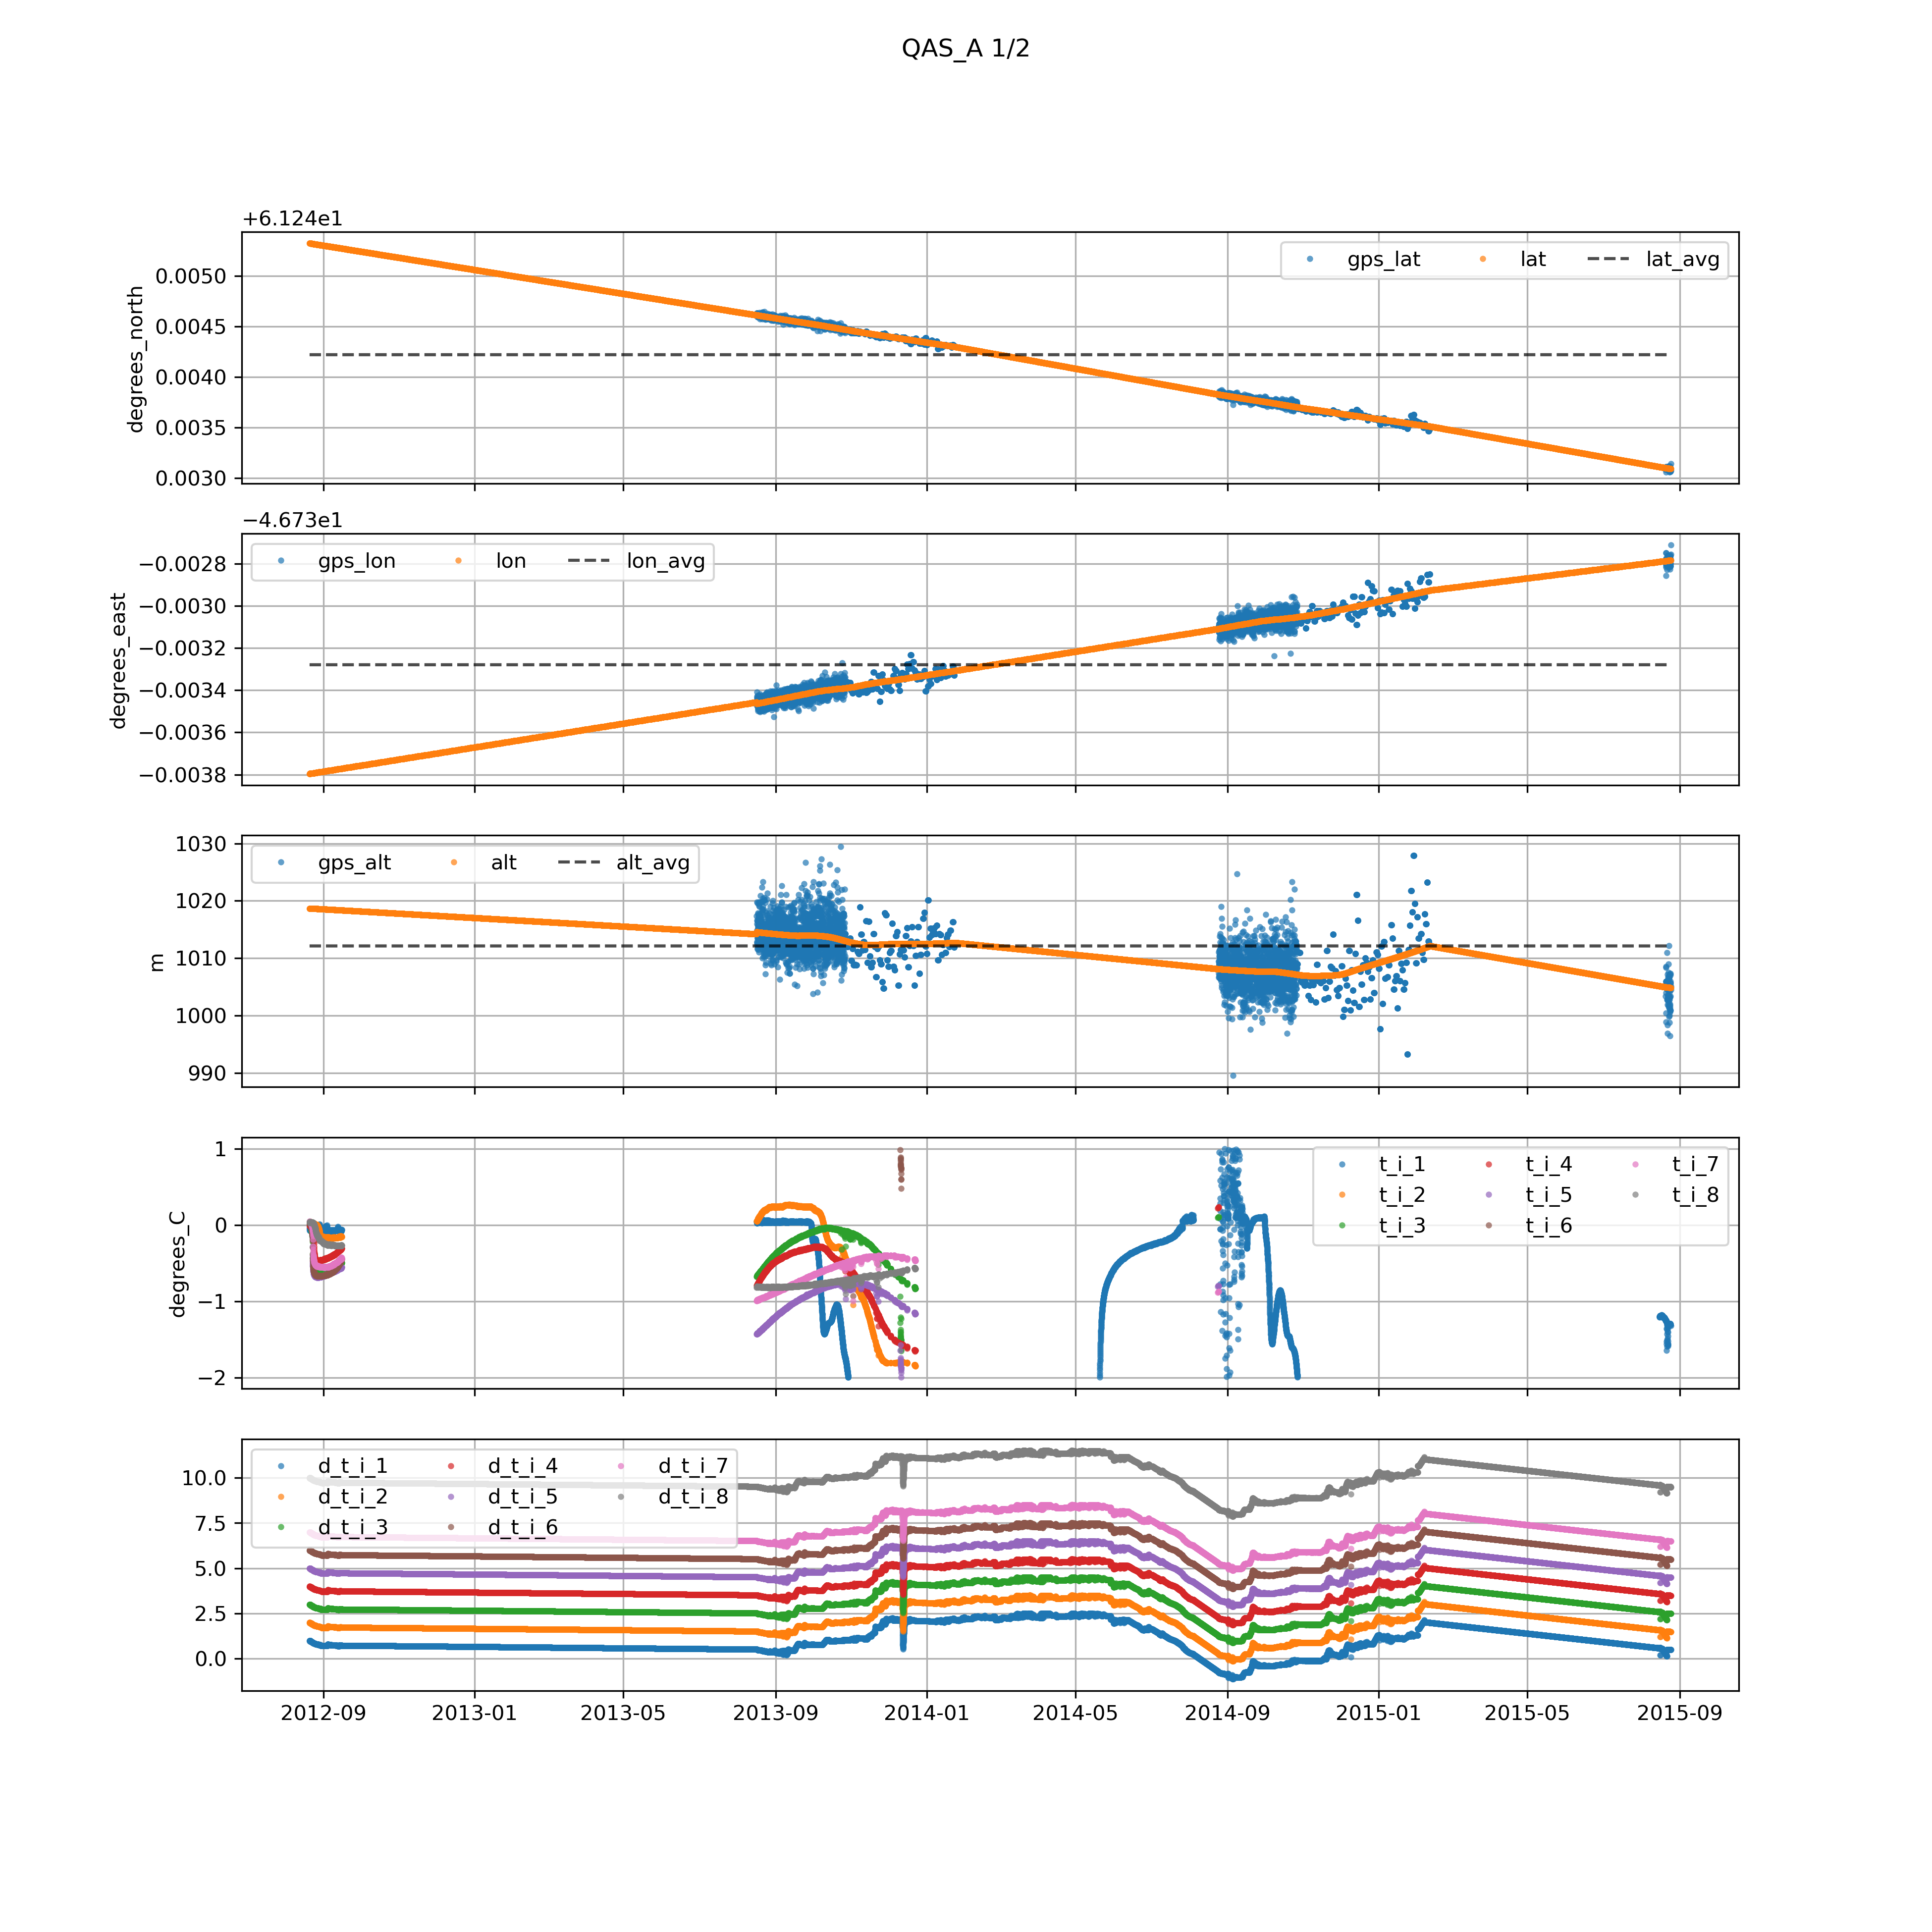 QAS_A 1/2
+6.124e1
degrees_north
0.0050
0.0045
0.0040
0.0035
0.0030
gps_lat lat lat_avg
−4.673e1
degrees_east
−0.0028
−0.0030
−0.0032
−0.0034
−0.0036
−0.0038
gps_lon lon lon_avg
m
1030
1020
1010
1000
990
gps_alt alt alt_avg
degrees_C
1
0
−1
−2
t_i_1 t_i_4 t_i_7
t_i_2 t_i_5 t_i_8
t_i_3 t_i_6
10.0
7.5
5.0
2.5
0.0
d_t_i_1 d_t_i_4 d_t_i_7
d_t_i_2 d_t_i_5 d_t_i_8
d_t_i_3 d_t_i_6
2012-09 2013-01 2013-05 2013-09 2014-01 2014-05 2014-09 2015-01 2015-05 2015-09